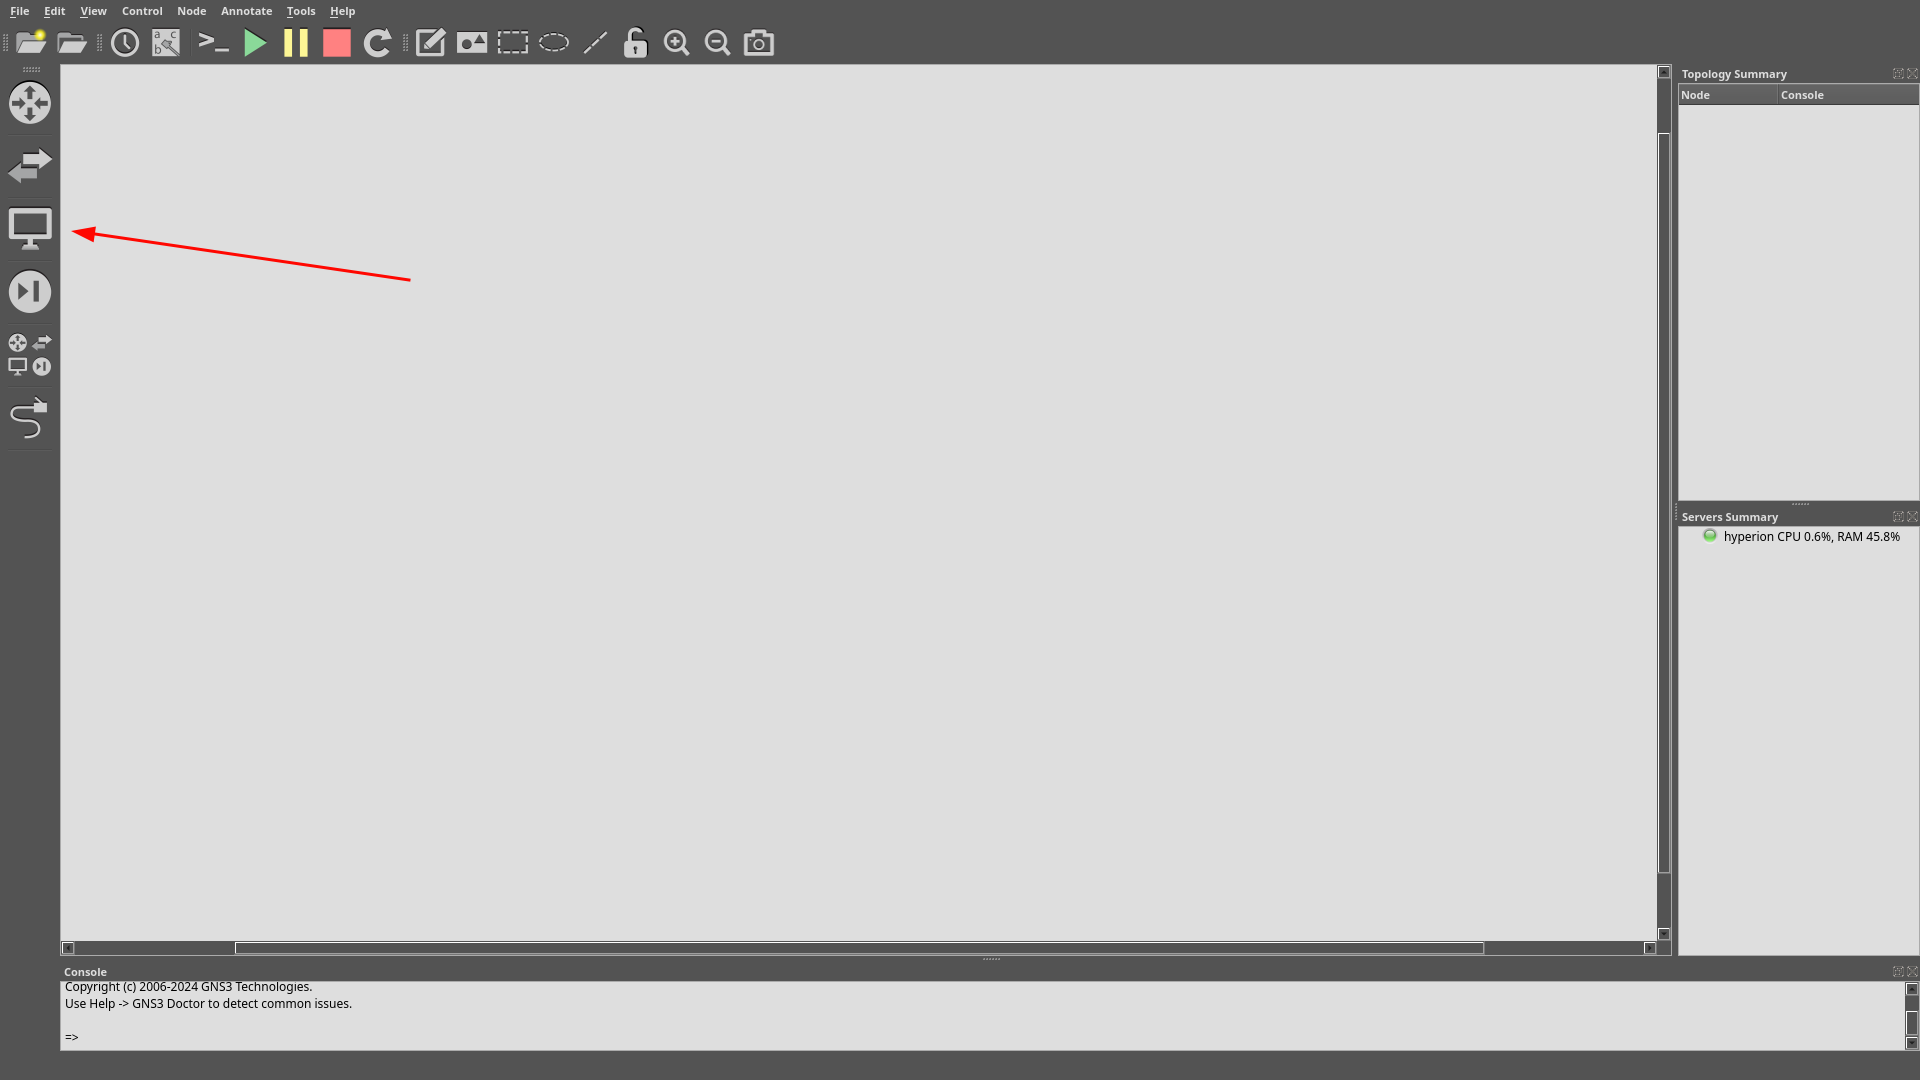 File Edit View Control Node Annotate Tools Help
a c
b
>_
Topology Summary
Node Console
Servers Summary
hyperion CPU 0.6%, RAM 45.8%
Console
Copyright (c) 2006-2024 GNS3 Technologies.
Use Help -> GNS3 Doctor to detect common issues.
=>